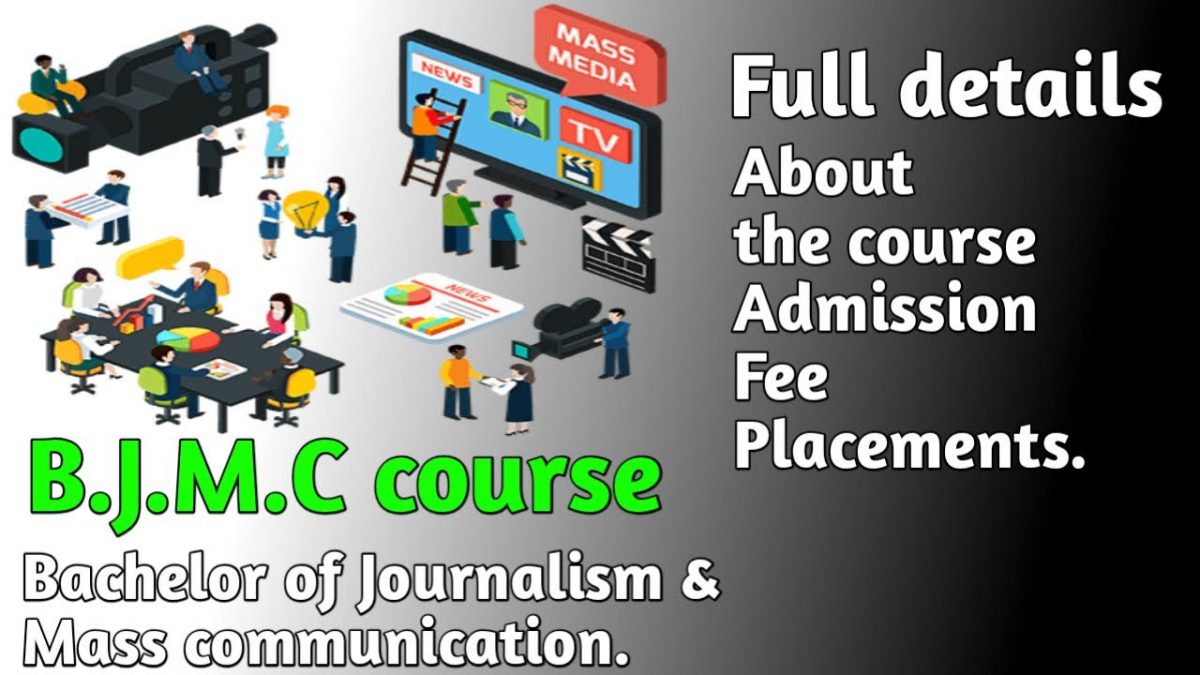 MASS
MEDIA
NEWS
TV
NEWS
B.J.M.C course
Bachelor of Journalism &
Mass communication.
Full details
About
the course
Admission
Fee
Placements.